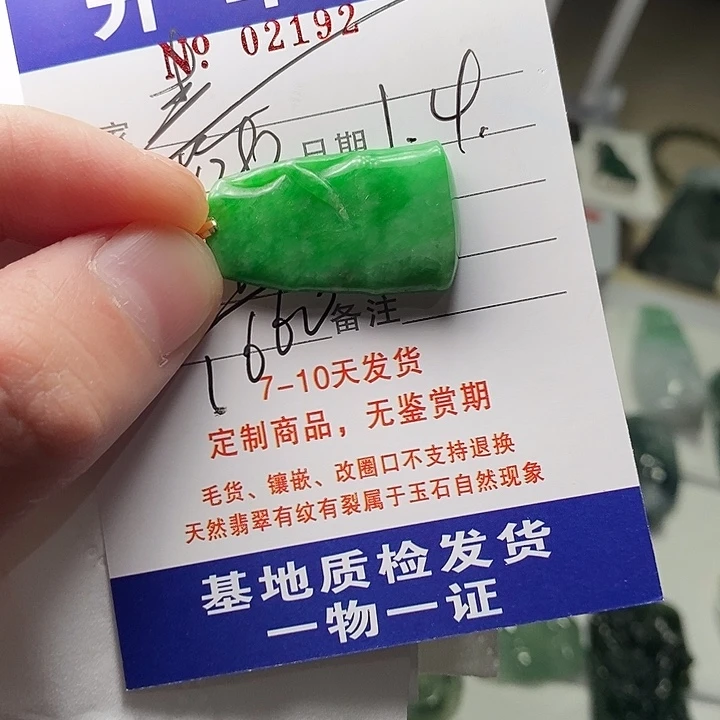 № 02192
日期 1.4.
1660 备注
7-10天发货
定制商品，无鉴赏期
毛货、镶嵌、改圈口不支持退换
天然翡翠有纹有裂属于玉石自然现象
基地质检发货
一物一证